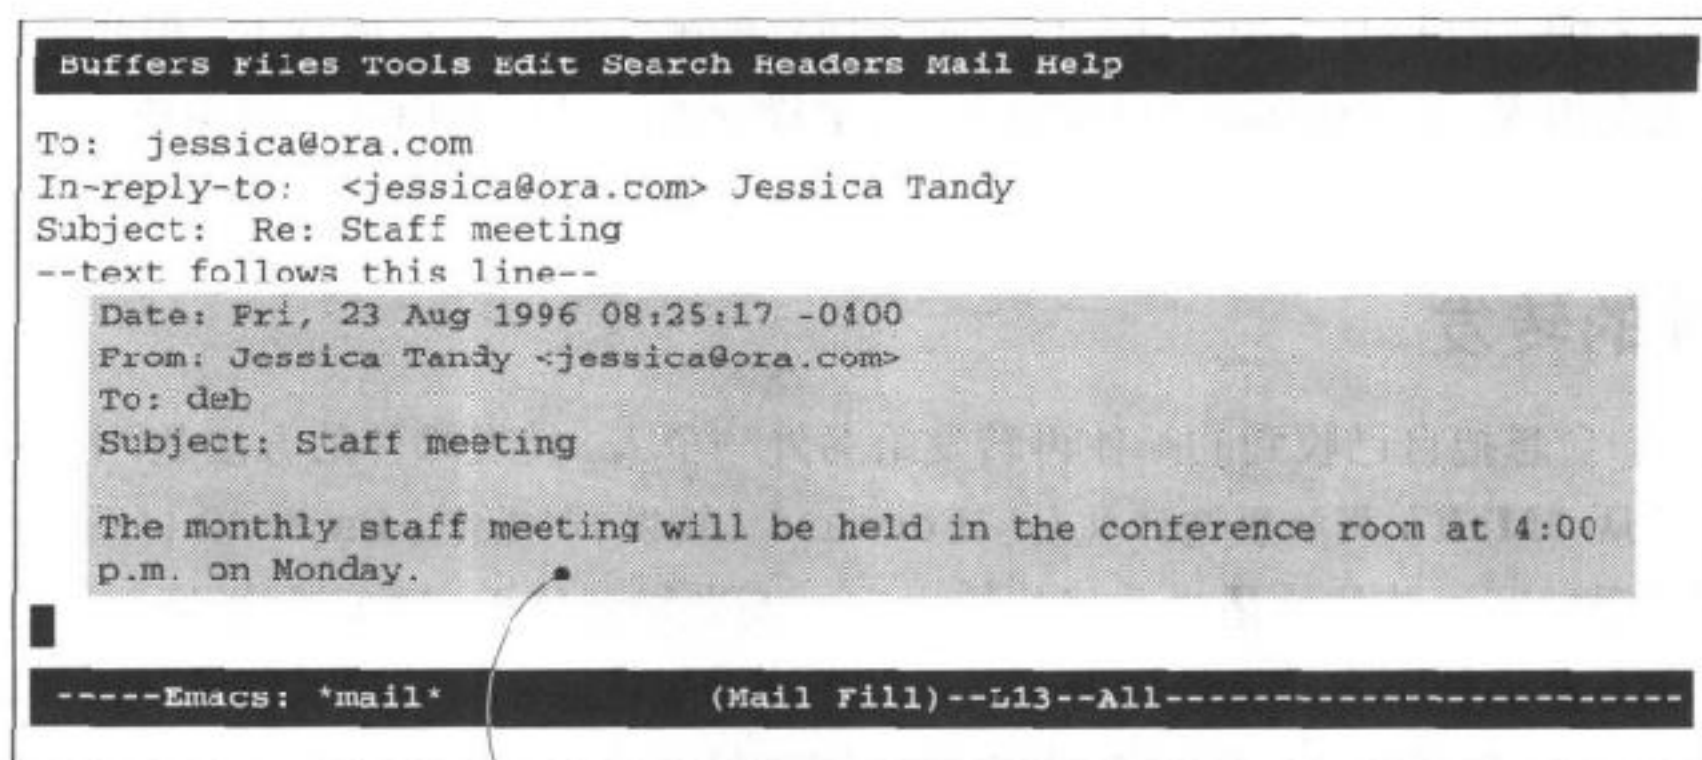 Buffers Files Tools Edit Search Headers Mail Help
To: jessica@ora.com
In-reply-to: <jessica@ora.com> Jessica Tandy
Subject: Re: Staff meeting
--text follows this line--
Date: Fri, 23 Aug 1996 08:25:17 -0400
From: Jessica Tandy <jessica@ora.com>
To: deb
Subject: Staff meeting
The monthly staff meeting will be held in the conference room at 4:00
p.m. on Monday.
-----Emacs: *mail* (Mail Fill)--L13--All----------------------------